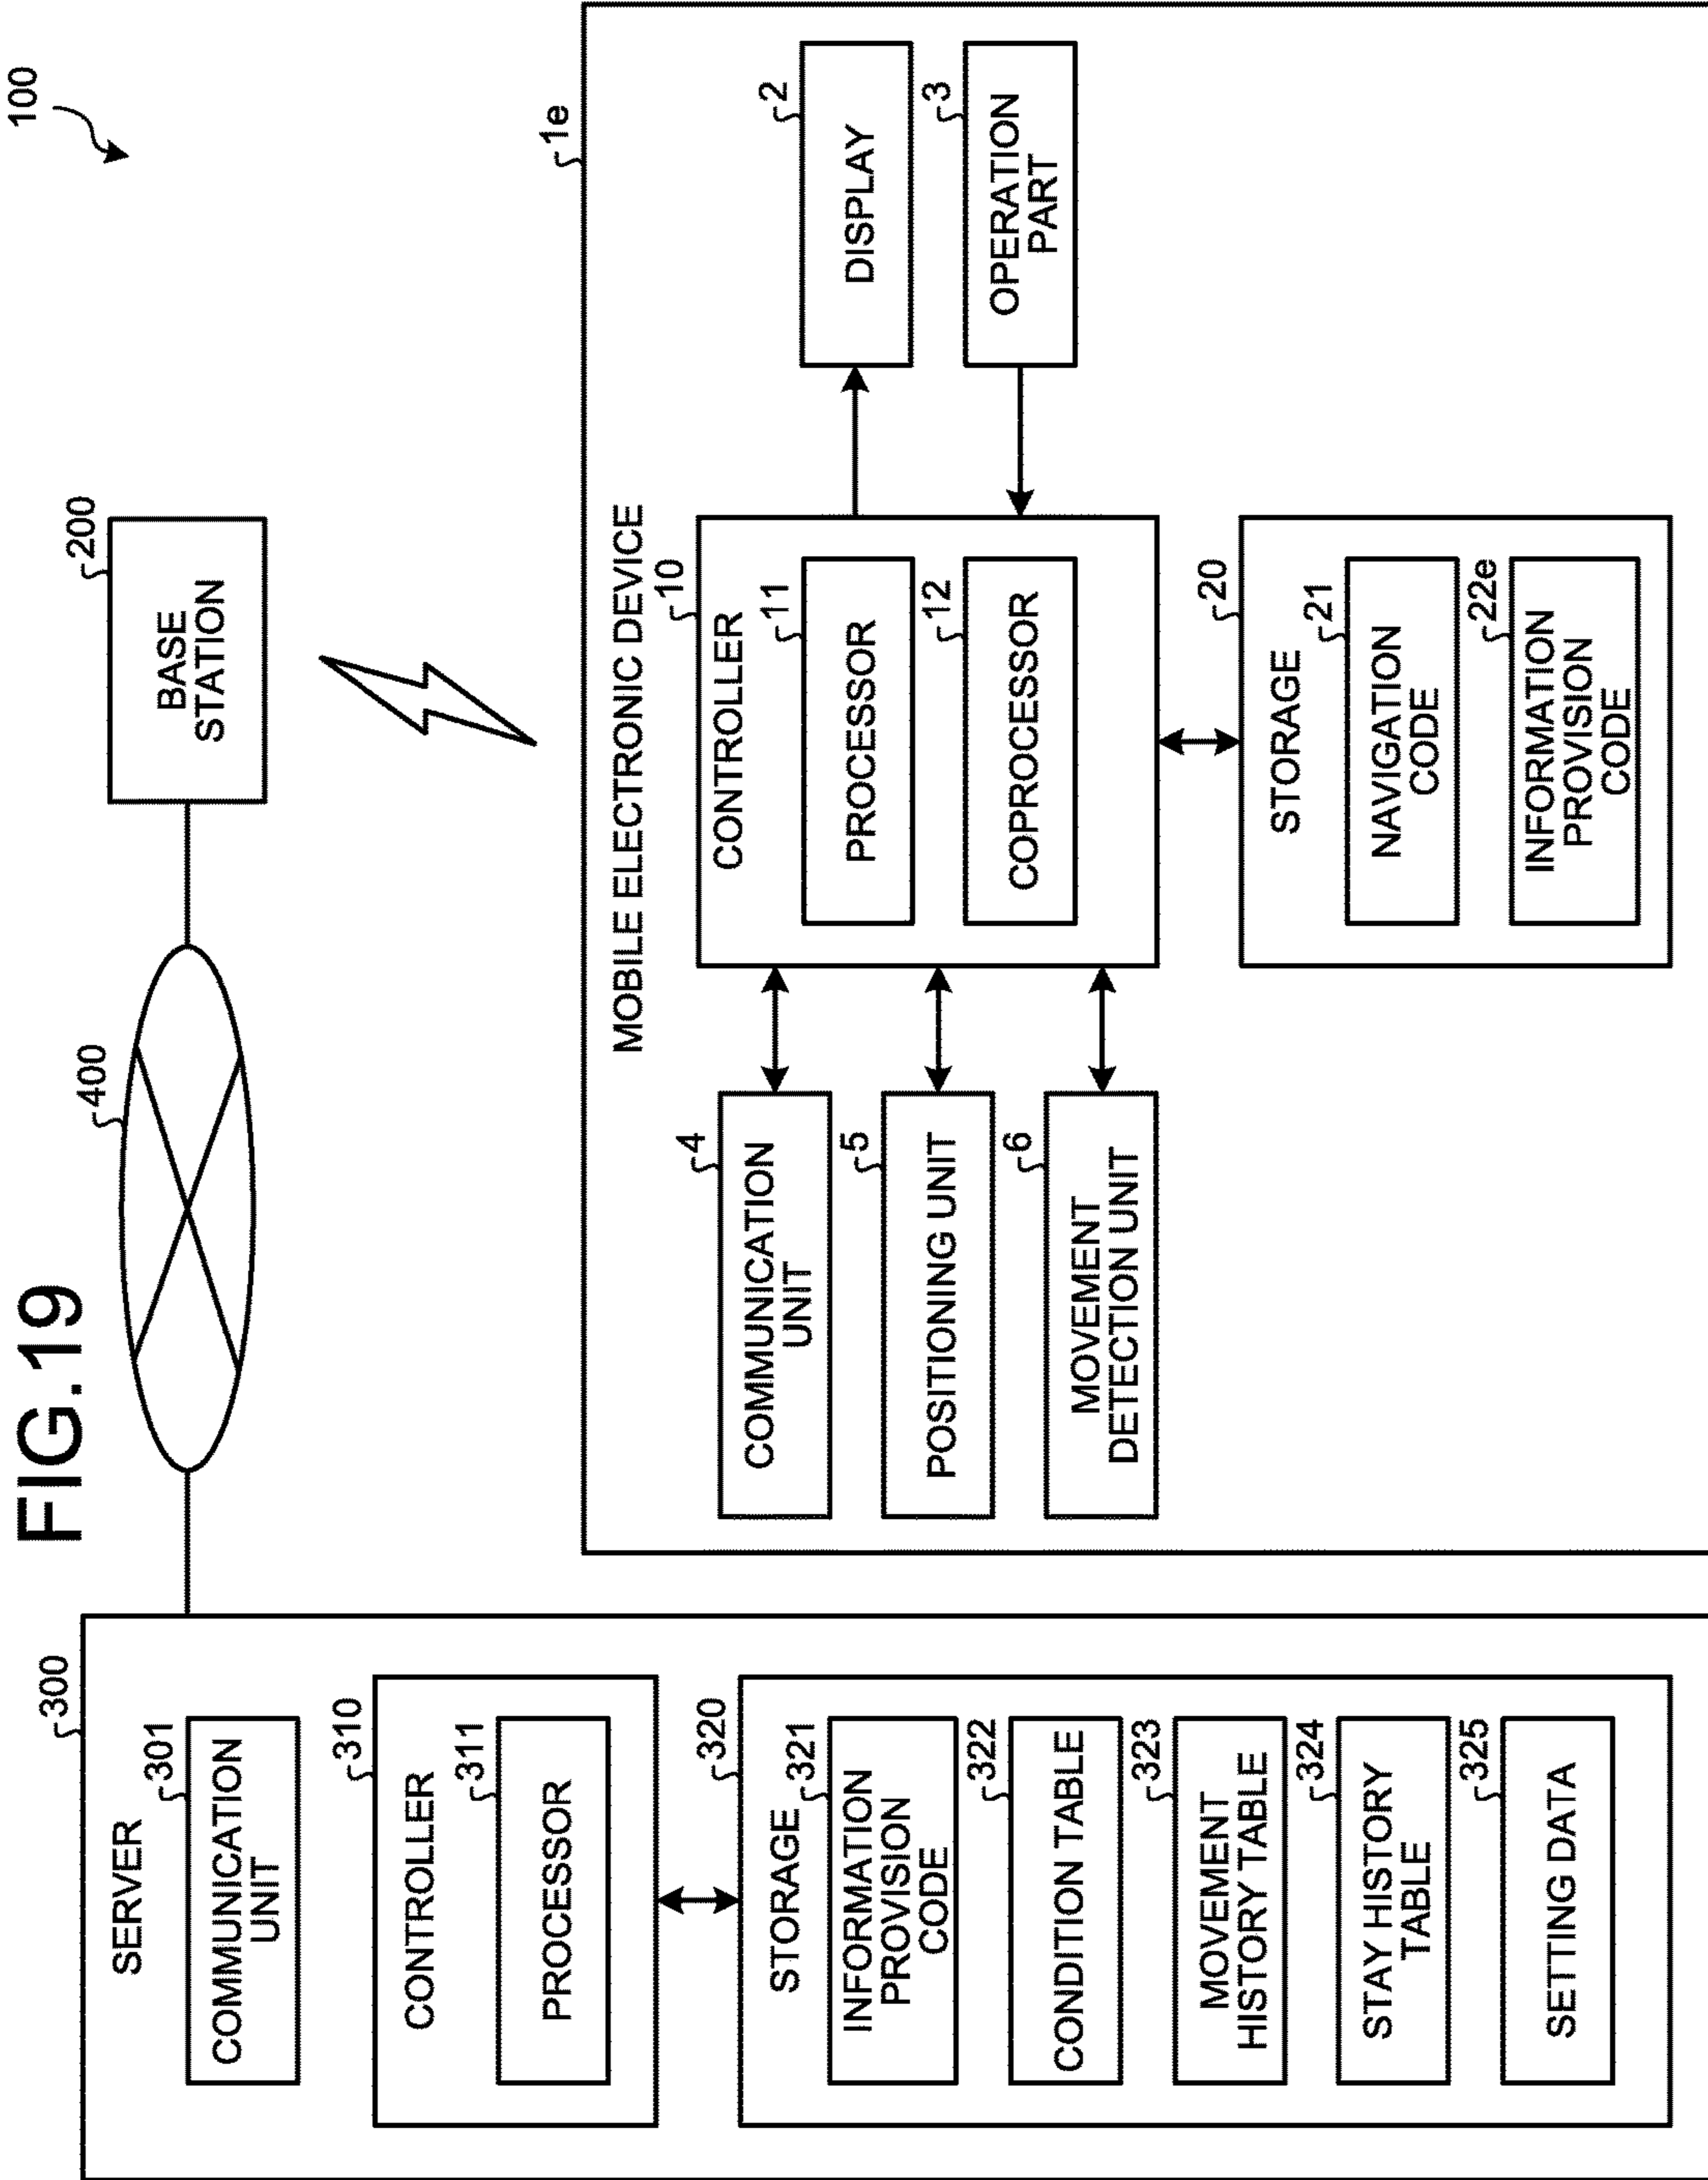 FIG.19
100
300
SERVER
301
COMMUNICATION
UNIT
310
CONTROLLER
311
PROCESSOR
320
STORAGE
321
INFORMATION
PROVISION
CODE
322
CONDITION TABLE
323
MOVEMENT
HISTORY TABLE
324
STAY HISTORY
TABLE
325
SETTING DATA
400
200
BASE
STATION
1e
MOBILE ELECTRONIC DEVICE
4
COMMUNICATION
UNIT
5
POSITIONING UNIT
6
MOVEMENT
DETECTION UNIT
10
CONTROLLER
11
PROCESSOR
12
COPROCESSOR
2
DISPLAY
3
OPERATION
PART
20
STORAGE
21
NAVIGATION
CODE
22e
INFORMATION
PROVISION
CODE